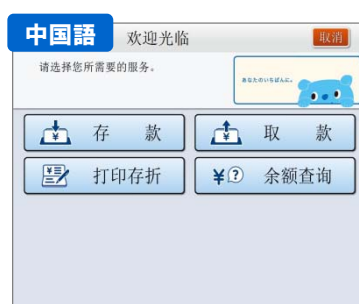 中国語
欢迎光临
取消
请选择您所需要的服务。
あなたのいちばんに。
存 款
取 款
打印存折
余额查询